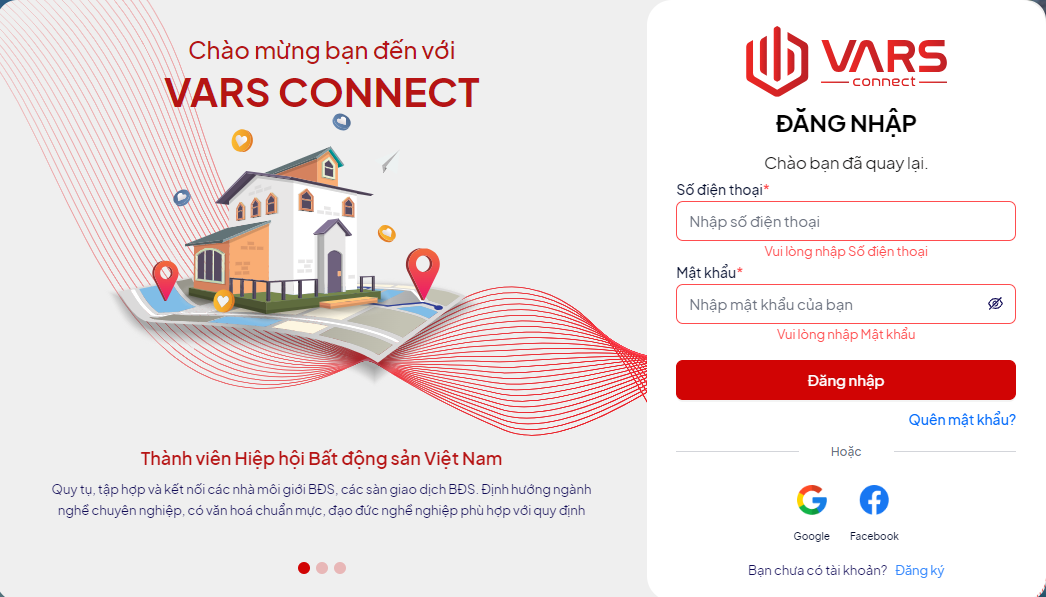 Chào mừng bạn đến với
VARS CONNECT
Thành viên Hiệp hội Bất động sản Việt Nam
Quy tụ, tập hợp và kết nối các nhà môi giới BĐS, các sàn giao dịch BĐS. Định hướng ngành
nghề chuyên nghiệp, có văn hoá chuẩn mực, đạo đức nghề nghiệp phù hợp với quy định
VARS
connect
ĐĂNG NHẬP
Chào bạn đã quay lại.
Số điện thoại*
Nhập số điện thoại
Vui lòng nhập Số điện thoại
Mật khẩu*
Nhập mật khẩu của bạn
Vui lòng nhập Mật khẩu
Đăng nhập
Quên mật khẩu?
Hoặc
Google Facebook
Bạn chưa có tài khoản? Đăng ký